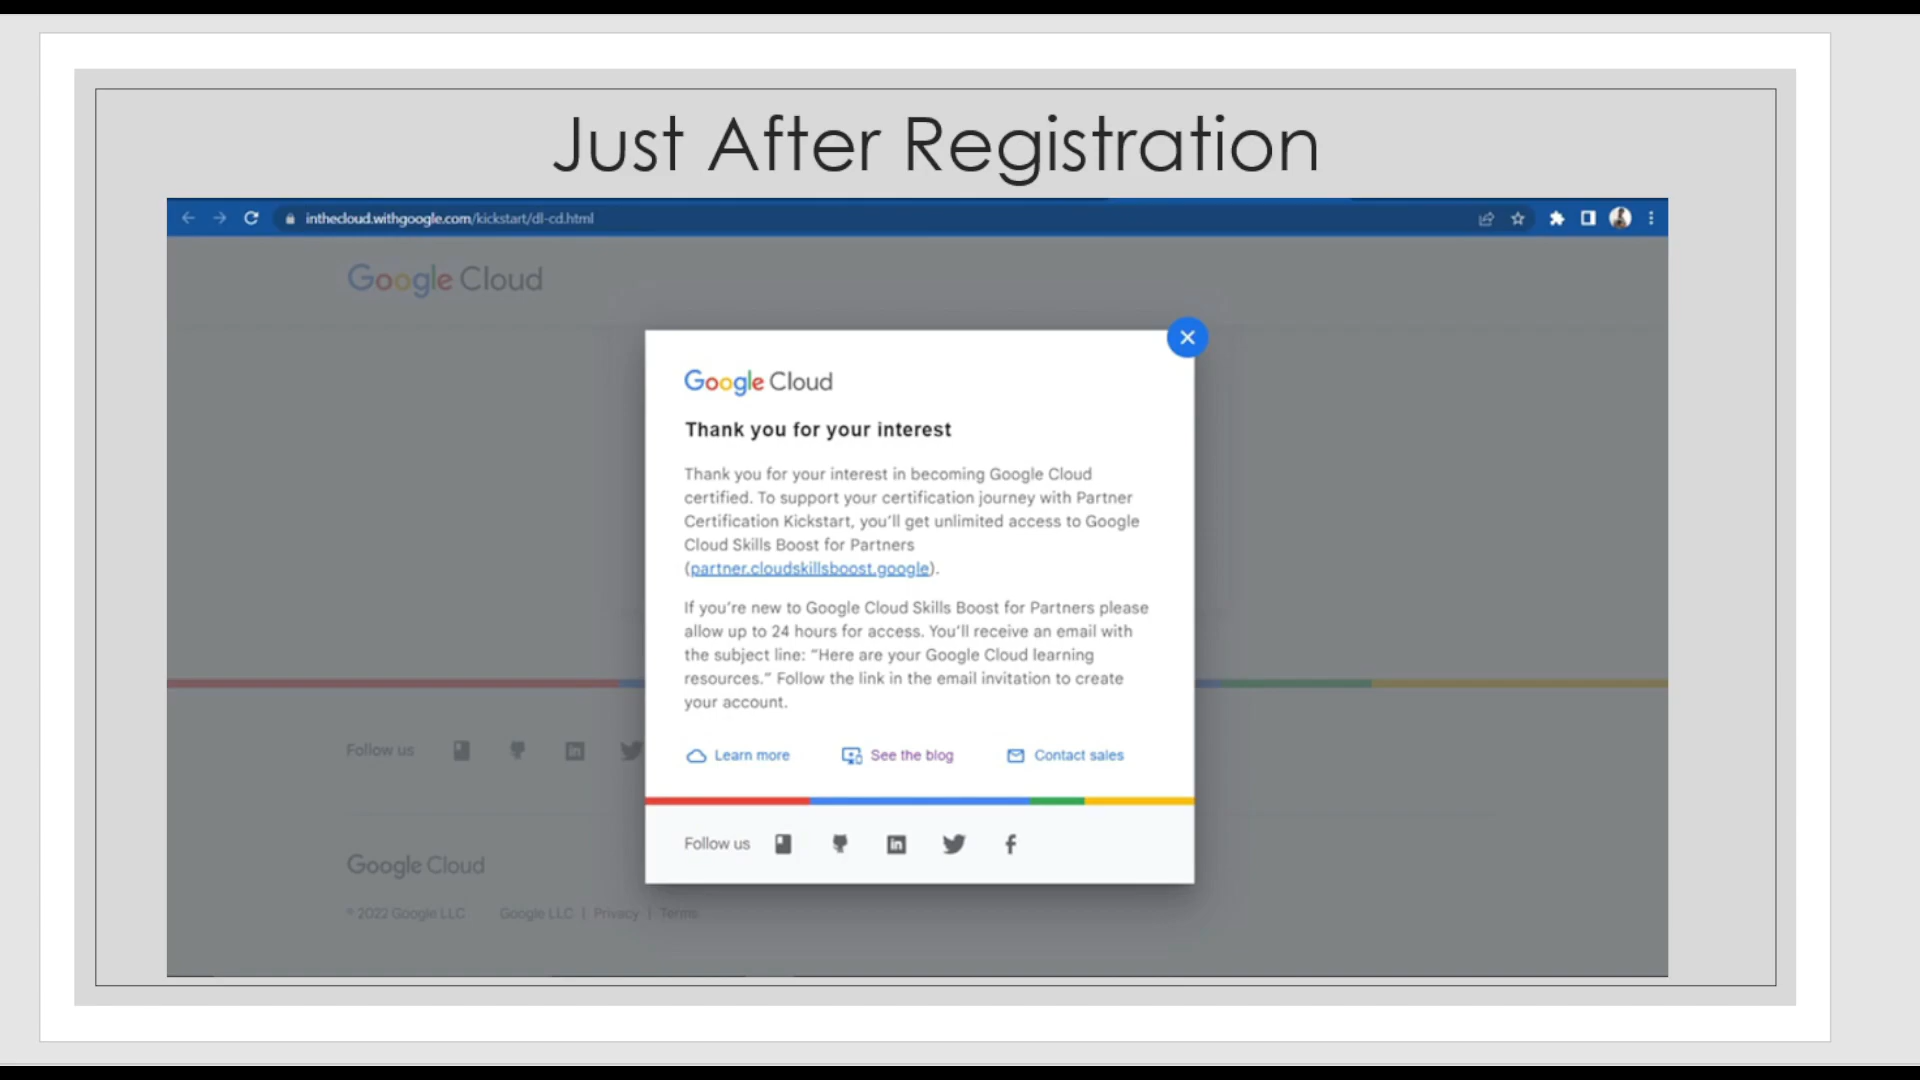 Just After Registration
inthecloud.withgoogle.com/kickstart/dl-cd.html
Google Cloud
Google Cloud
Thank you for your interest
Thank you for your interest in becoming Google Cloud
certified. To support your certification journey with Partner
Certification Kickstart, you’ll get unlimited access to Google
Cloud Skills Boost for Partners
(partner.cloudskillsboost.google).
If you’re new to Google Cloud Skills Boost for Partners please
allow up to 24 hours for access. You’ll receive an email with
the subject line: “Here are your Google Cloud learning
resources.” Follow the link in the email invitation to create
your account.
Learn more See the blog Contact sales
Follow us
Follow us
Google Cloud
© 2022 Google LLC Google LLC | Privacy | Terms